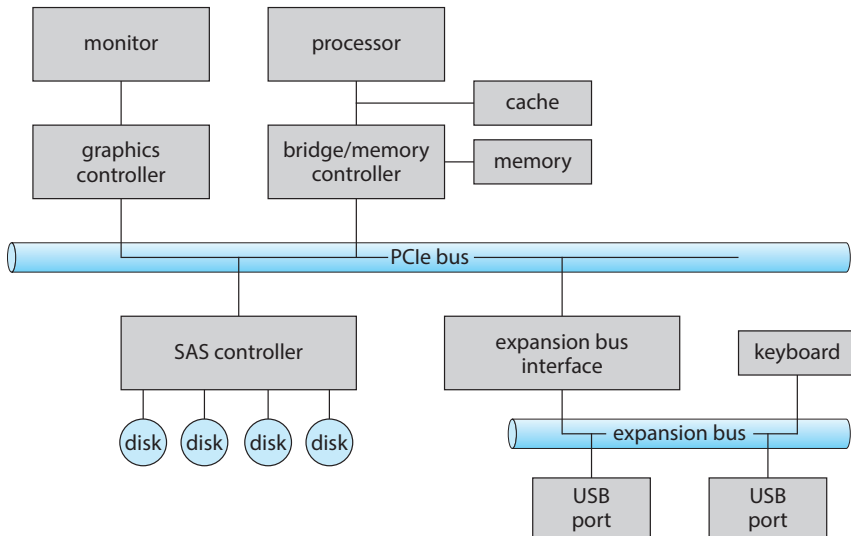 monitor
processor
cache
graphics
controller
bridge/memory
controller
memory
PCIe bus
SAS controller
expansion bus
interface
keyboard
disk
disk
disk
disk
expansion bus
USB
port
USB
port